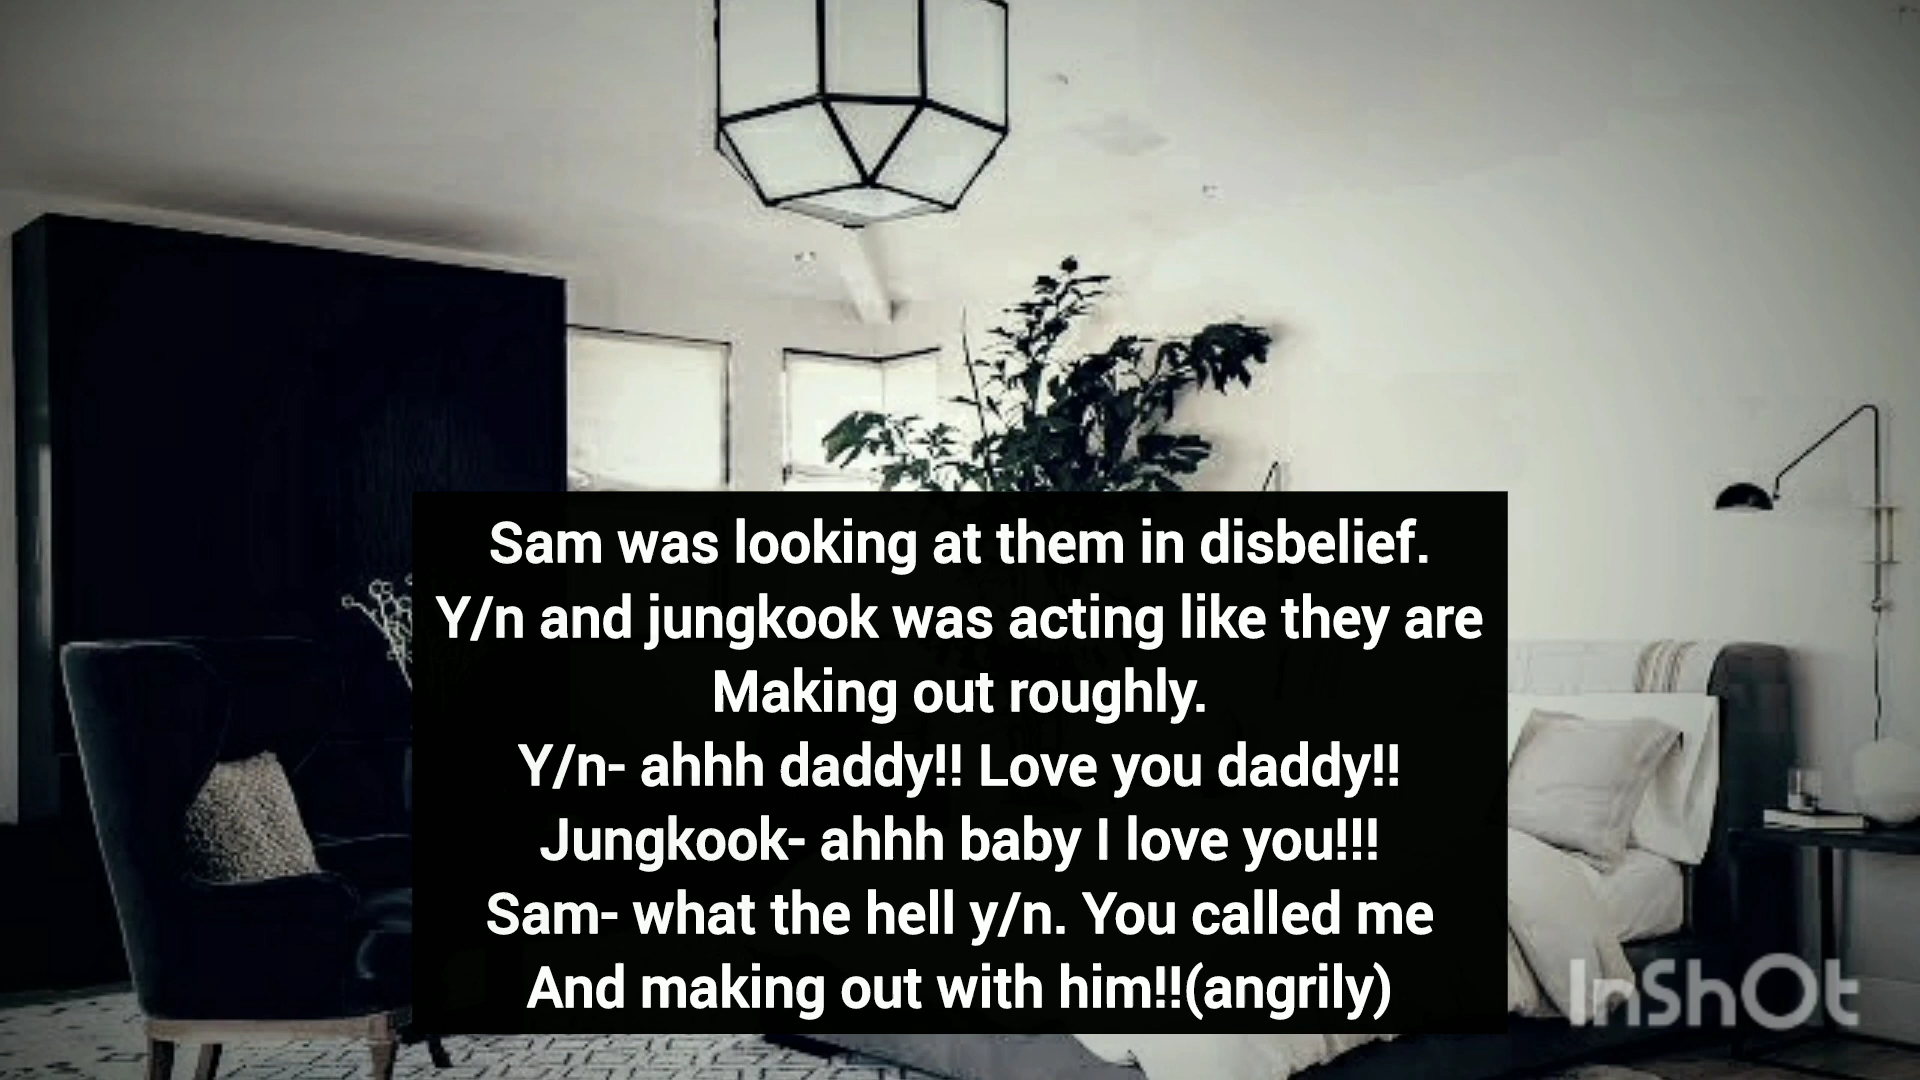 Sam was looking at them in disbelief.
Y/n and jungkook was acting like they are
Making out roughly.
Y/n- ahhh daddy!! Love you daddy!!
Jungkook- ahhh baby I love you!!!
Sam- what the hell y/n. You called me
And making out with him!!(angrily)
InShOt